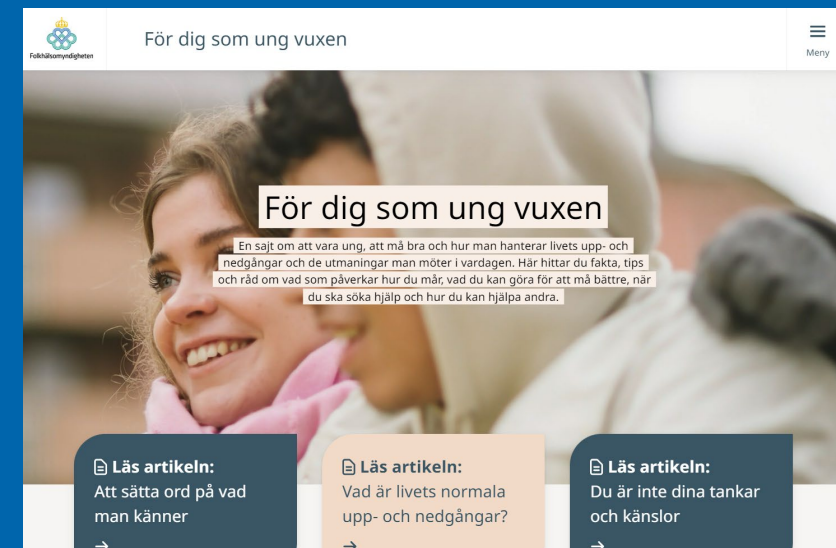 Folkhälsomyndigheten
För dig som ung vuxen
Meny
För dig som ung vuxen
En sajt om att vara ung, att må bra och hur man hanterar livets upp- och
nedgångar och de utmaningar man möter i vardagen. Här hittar du fakta, tips
och råd om vad som påverkar hur du mår, vad du kan göra för att må bättre, när
du ska söka hjälp och hur du kan hjälpa andra.
Läs artikeln:
Att sätta ord på vad
man känner
Läs artikeln:
Vad är livets normala
upp- och nedgångar?
Läs artikeln:
Du är inte dina tankar
och känslor